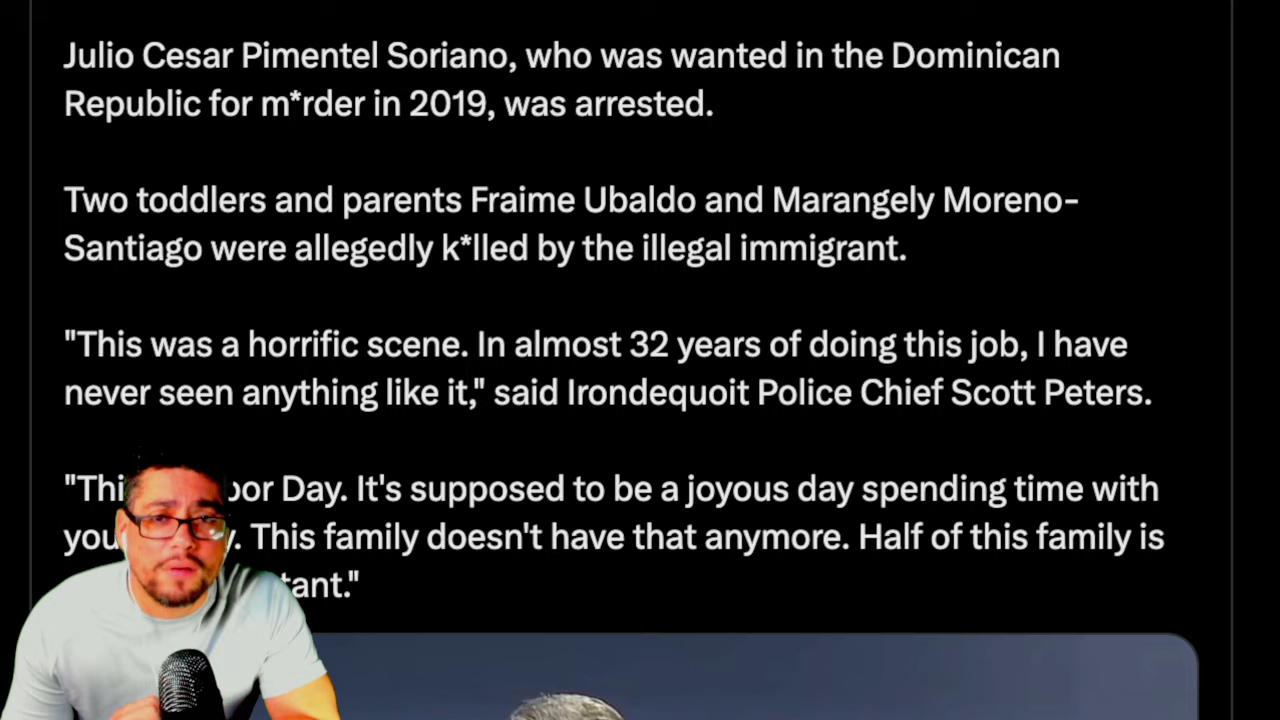 Julio Cesar Pimentel Soriano, who was wanted in the Dominican
Republic for m*rder in 2019, was arrested.
Two toddlers and parents Fraime Ubaldo and Marangely Moreno-
Santiago were allegedly k*lled by the illegal immigrant.
"This was a horrific scene. In almost 32 years of doing this job, I have
never seen anything like it," said Irondequoit Police Chief Scott Peters.
Day. It's supposed to be a joyous day spending time with
This family doesn't have that anymore. Half of this family is